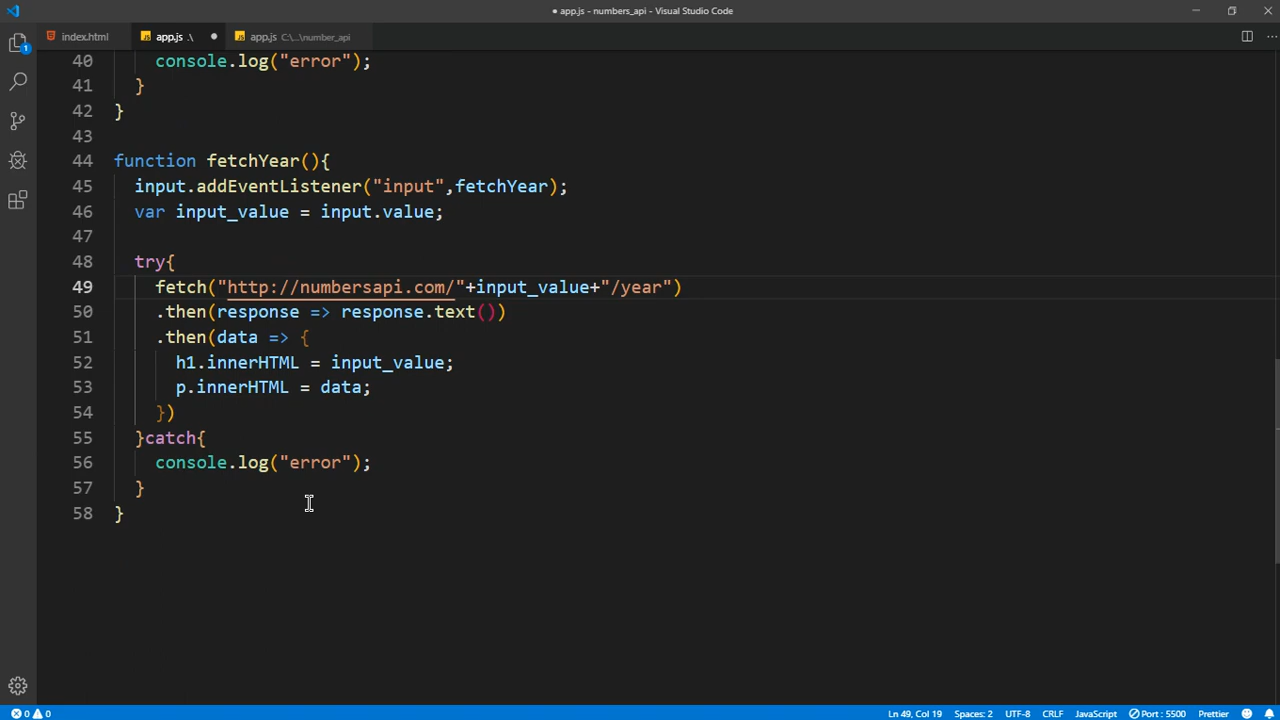 app.js - numbers_api - Visual Studio Code
index.html
app.js .\
app.js C:\...\number_api
40 console.log("error");
41 }
42 }
43
44 function fetchYear(){
45 input.addEventListener("input",fetchYear);
46 var input_value = input.value;
47
48 try{
49 fetch("http://numbersapi.com/"+input_value+"/year")
50 .then(response => response.text())
51 .then(data => {
52 h1.innerHTML = input_value;
53 p.innerHTML = data;
54 })
55 }catch{
56 console.log("error");
57 }
58 }
1
0 0 Ln 49, Col 19 Spaces: 2 UTF-8 CRLF JavaScript Port : 5500 Prettier